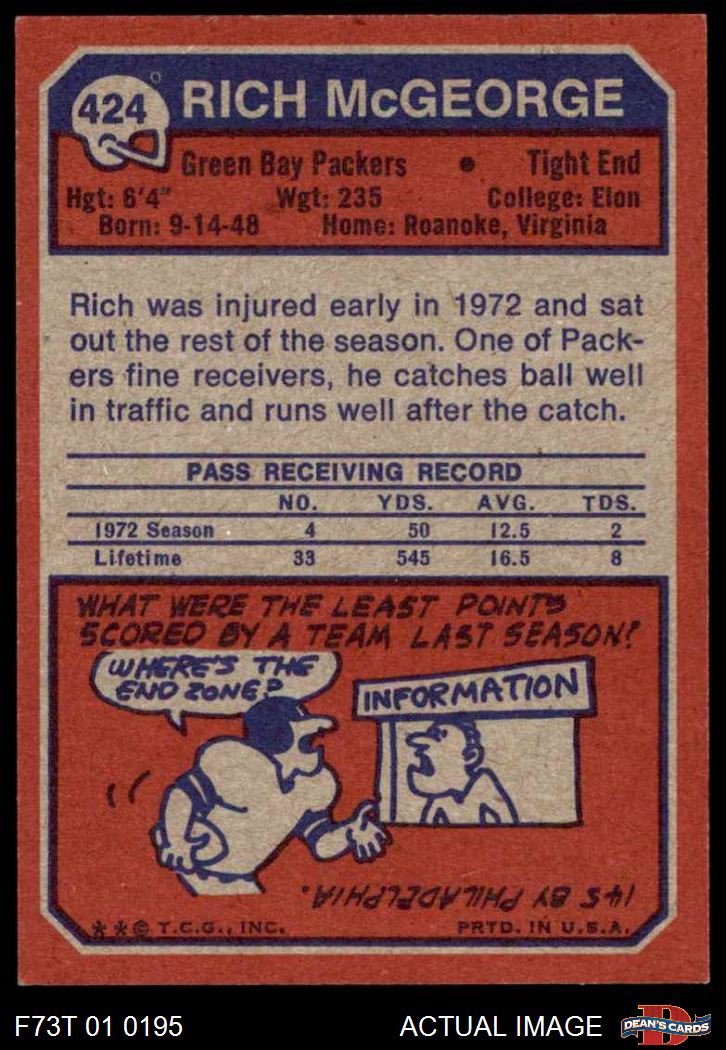 424
RICH McGEORGE
Green Bay Packers • Tight End
Hgt: 6'4" Wgt: 235 College: Elon
Born: 9-14-48 Home: Roanoke, Virginia
Rich was injured early in 1972 and sat
out the rest of the season. One of Pack-
ers fine receivers, he catches ball well
in traffic and runs well after the catch.
PASS RECEIVING RECORD
NO. YDS. AVG. TDS.
1972 Season 4 50 12.5 2
Lifetime 33 545 16.5 8
WHAT WERE THE LEAST POINTS
SCORED BY A TEAM LAST SEASON?
WHERE'S THE
END ZONE?
INFORMATION
145 BY PHILADELPHIA.
**© T.C.G., INC. PRTD. IN U.S.A.
F73T 01 0195 ACTUAL IMAGE
D
DEAN'S CARDS